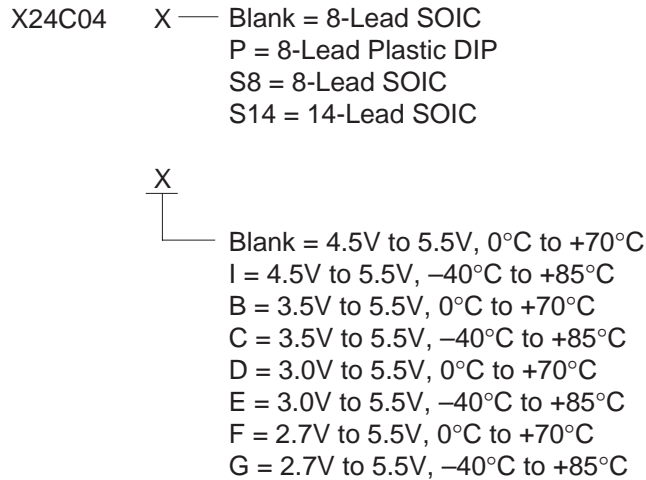 X24C04 X Blank = 8-Lead SOIC
P = 8-Lead Plastic DIP
S8 = 8-Lead SOIC
S14 = 14-Lead SOIC
X
Blank = 4.5V to 5.5V, 0°C to +70°C
I = 4.5V to 5.5V, –40°C to +85°C
B = 3.5V to 5.5V, 0°C to +70°C
C = 3.5V to 5.5V, –40°C to +85°C
D = 3.0V to 5.5V, 0°C to +70°C
E = 3.0V to 5.5V, –40°C to +85°C
F = 2.7V to 5.5V, 0°C to +70°C
G = 2.7V to 5.5V, –40°C to +85°C